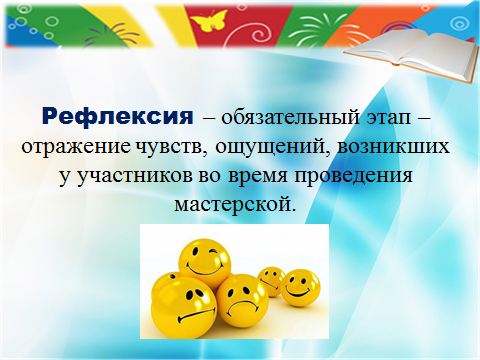 Рефлексия – обязательный этап –
отражение чувств, ощущений, возникших
у участников во время проведения
мастерской.